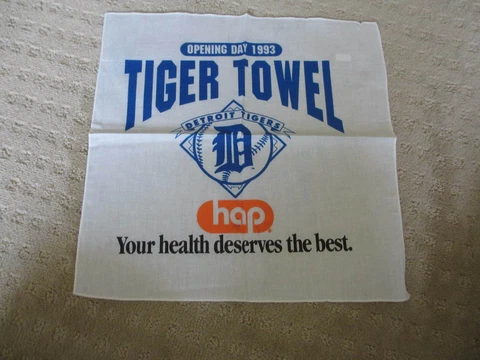 OPENING DAY 1993
TIGER TOWEL
DETROIT TIGERS
D
hap
Your health deserves the best.